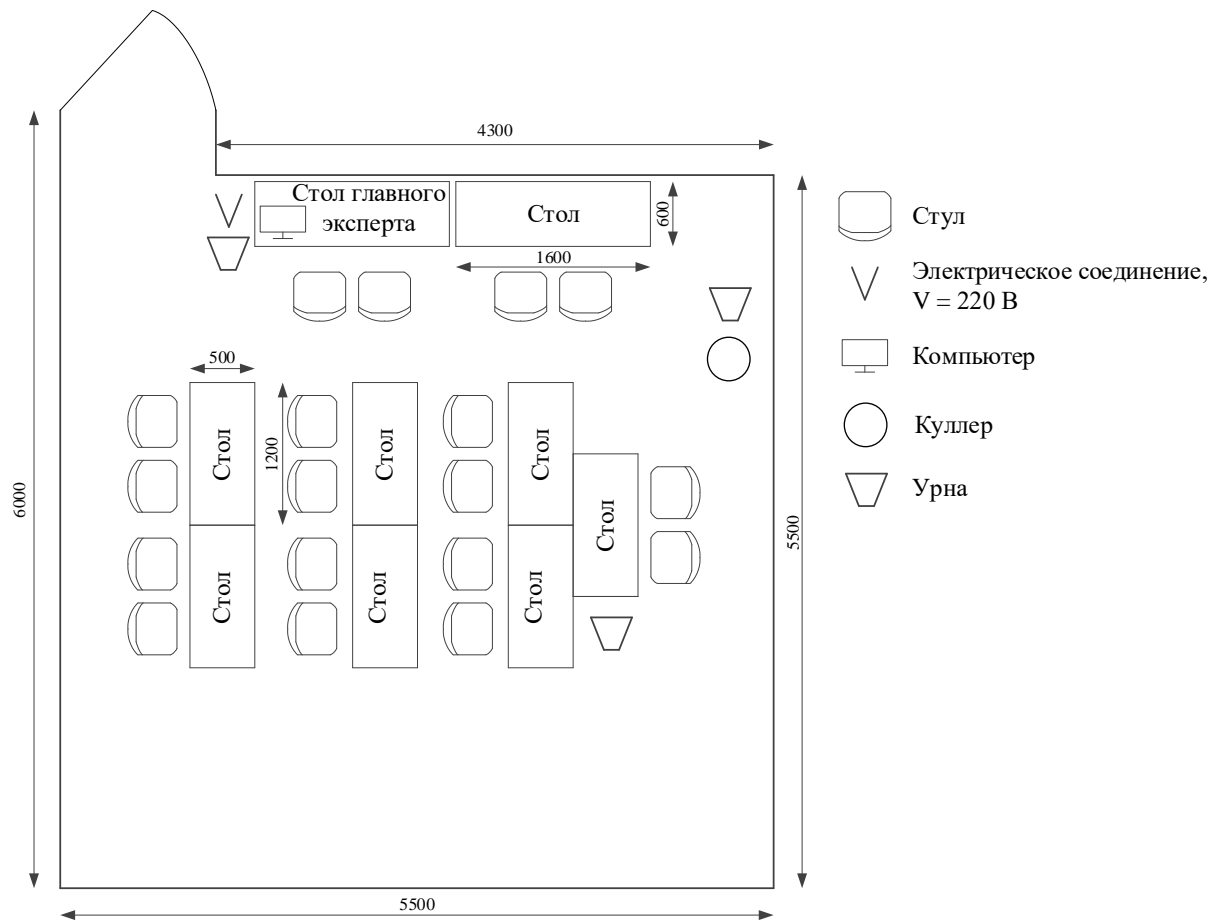 4300
Стол главного
эксперта
Стол
600
1600
500
1200
Стол
Стол
Стол
Стол
Стол
Стол
Стол
6000
5500
5500
Стул
Электрическое соединение,
V = 220 В
Компьютер
Куллер
Урна